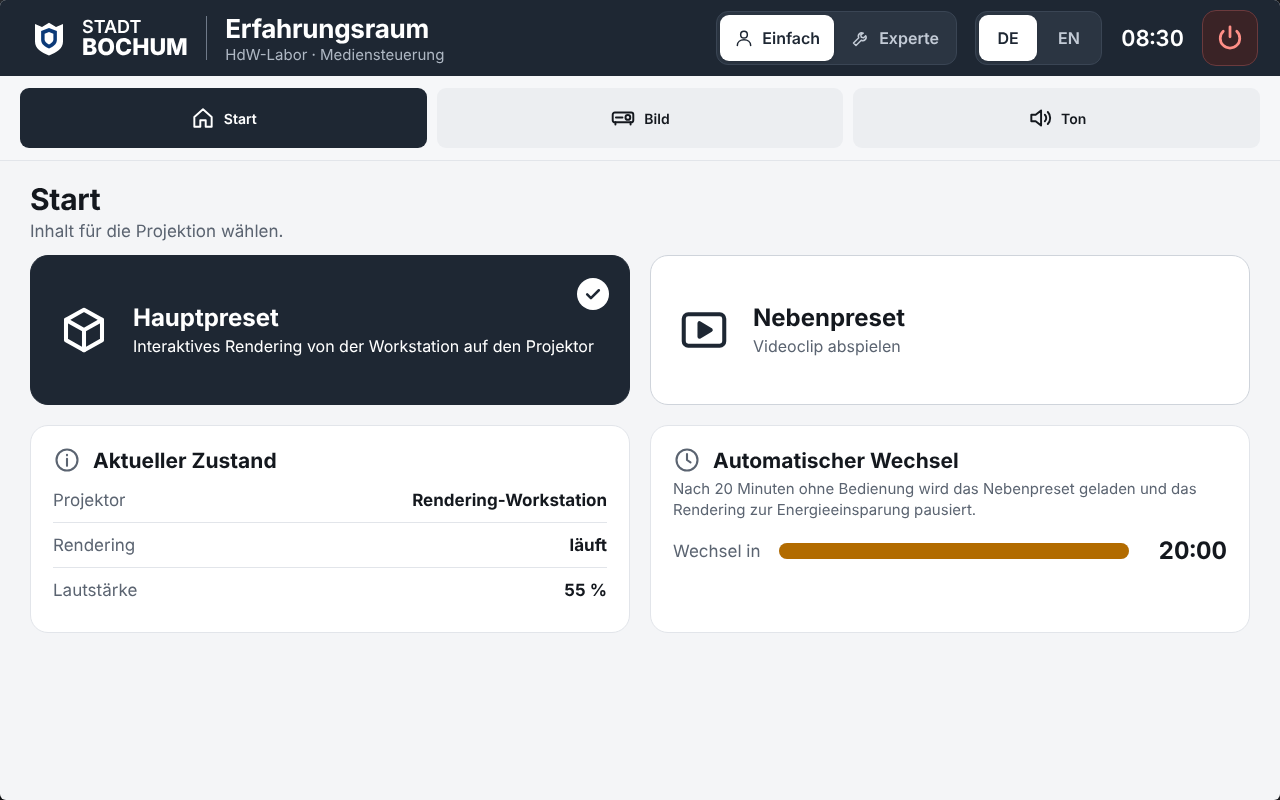 STADT
BOCHUM
Erfahrungsraum
HdW-Labor · Mediensteuerung
Einfach
Experte
DE
EN
08:30
Start
Bild
Ton
Start
Inhalt für die Projektion wählen.
Hauptpreset
Interaktives Rendering von der Workstation auf den Projektor
Nebenpreset
Videoclip abspielen
Aktueller Zustand
Projektor
Rendering-Workstation
Rendering
läuft
Lautstärke
55 %
Automatischer Wechsel
Nach 20 Minuten ohne Bedienung wird das Nebenpreset geladen und das
Rendering zur Energieeinsparung pausiert.
Wechsel in
20:00